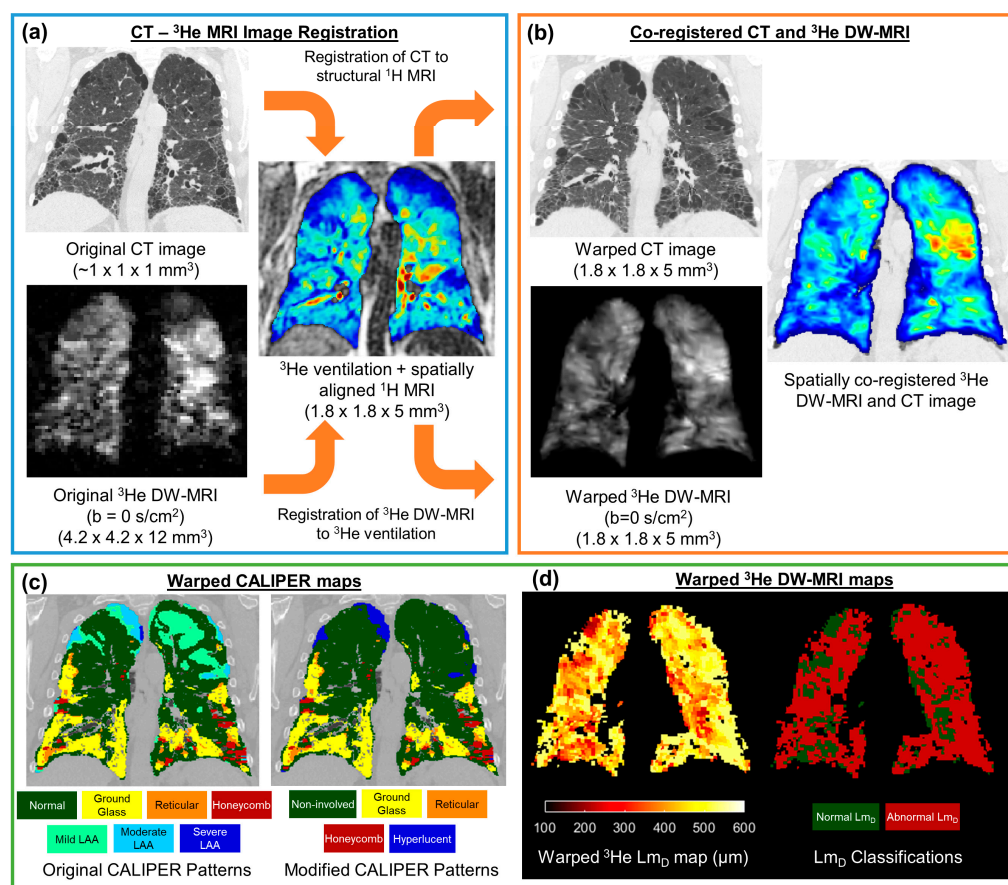 (a)
CT – ³He MRI Image Registration
Registration of CT to
structural ¹H MRI
Original CT image
(~1 x 1 x 1 mm³)
³He ventilation + spatially
aligned ¹H MRI
(1.8 x 1.8 x 5 mm³)
Original ³He DW-MRI
(b = 0 s/cm²)
(4.2 x 4.2 x 12 mm³)
Registration of ³He DW-MRI
to ³He ventilation
(b)
Co-registered CT and ³He DW-MRI
Warped CT image
(1.8 x 1.8 x 5 mm³)
Spatially co-registered ³He
DW-MRI and CT image
Warped ³He DW-MRI
(b=0 s/cm²)
(1.8 x 1.8 x 5 mm³)
(c)
Warped CALIPER maps
Normal
Ground
Glass
Reticular
Honeycomb
Mild LAA
Moderate
LAA
Severe
LAA
Original CALIPER Patterns
Non-involved
Ground
Glass
Reticular
Honeycomb
Hyperlucent
Modified CALIPER Patterns
(d)
Warped ³He DW-MRI maps
100 200 300 400 500 600
Warped ³He Lm_D map (μm)
Normal Lm_D
Abnormal Lm_D
Lm_D Classifications